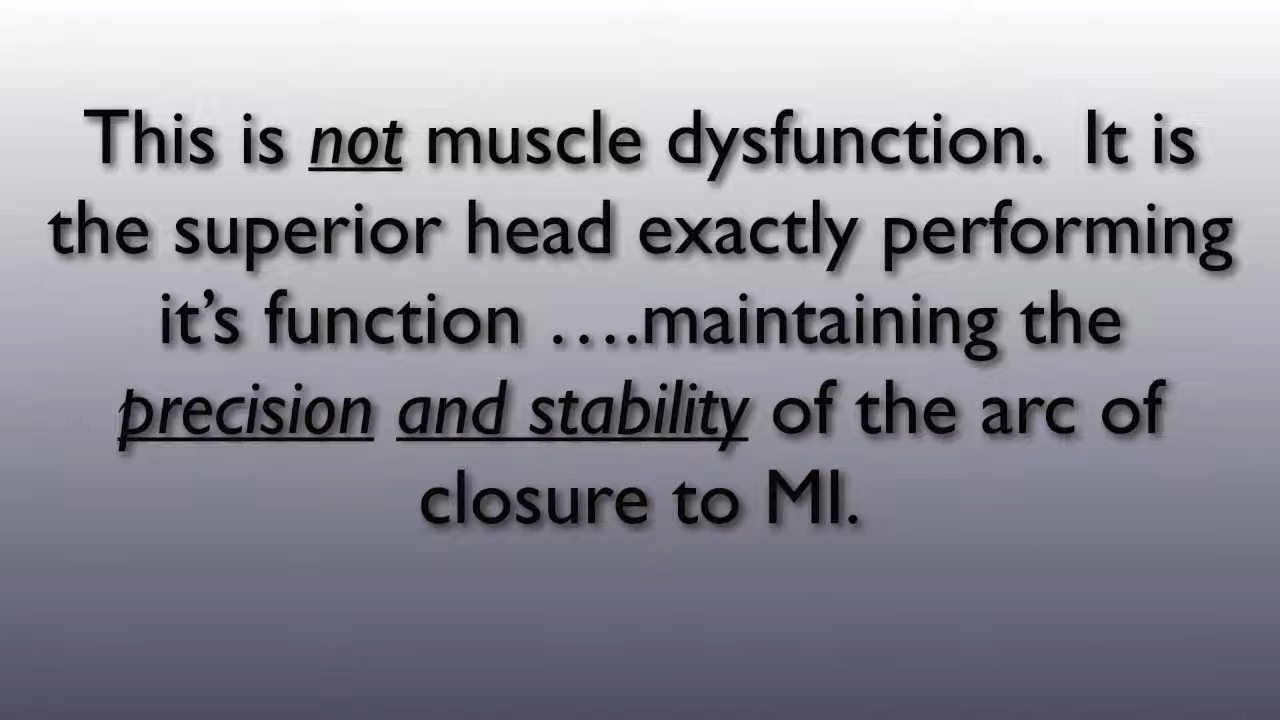 This is not muscle dysfunction.  It is
the superior head exactly performing
it’s function ….maintaining the
precision and stability of the arc of
closure to MI.